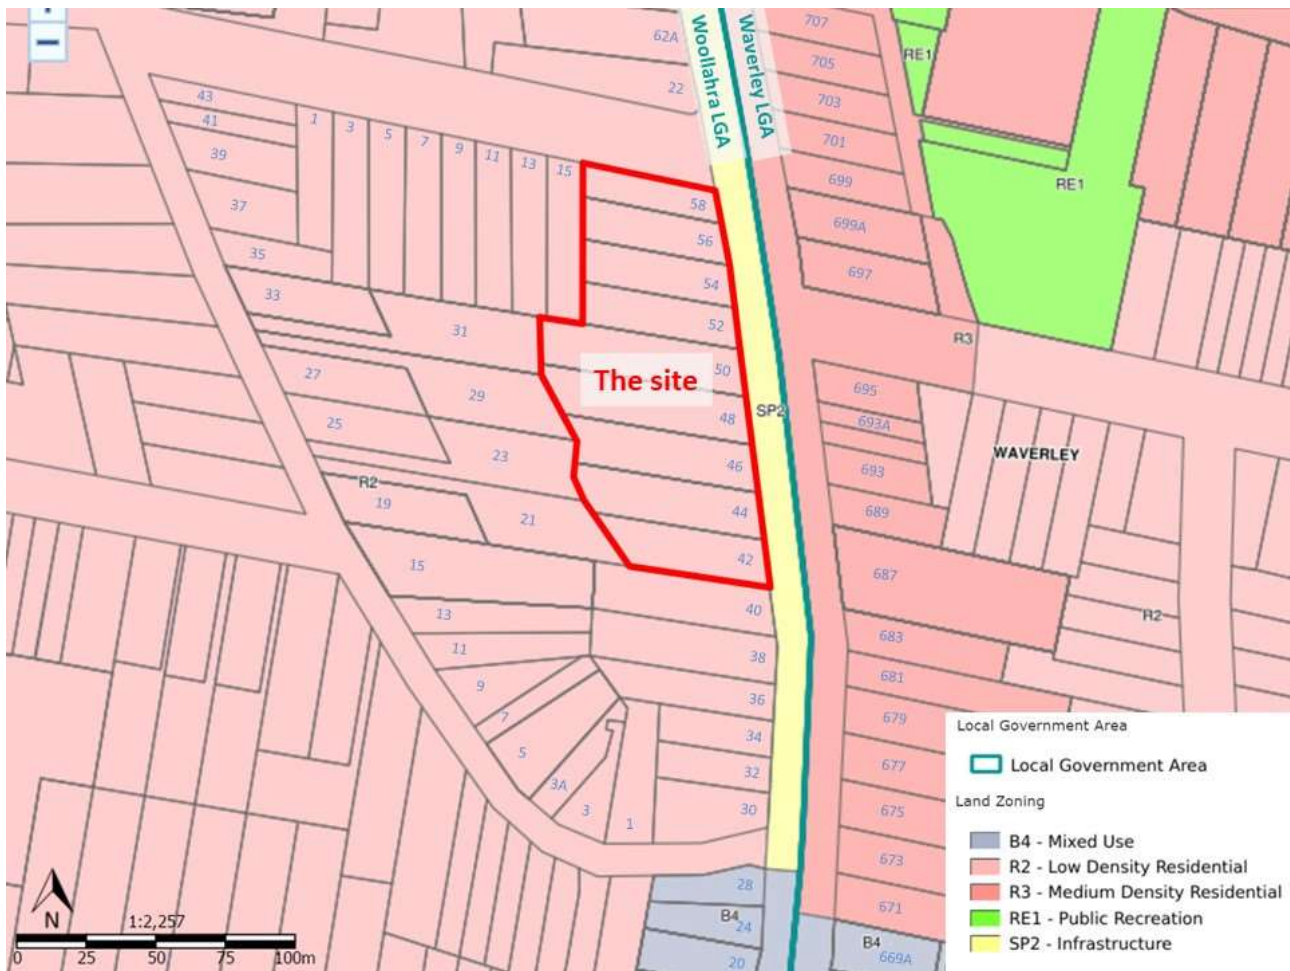 62A
22
Woollahra LGA
Waverley LGA
707
705
703
701
699
699A
697
RE1
RE1
43
41
39
37
35
33
1
3
5
7
9
11
13
15
58
56
54
52
50
48
46
44
42
The site
SP2
31
29
27
25
23
21
R2
19
15
13
11
9
7
5
3A
3
1
40
38
36
34
32
30
28
B4
24
20
R3
695
693A
693
689
687
683
681
679
677
675
673
671
B4
669A
WAVERLEY
R2
Local Government Area
Local Government Area
Land Zoning
B4 - Mixed Use
R2 - Low Density Residential
R3 - Medium Density Residential
RE1 - Public Recreation
SP2 - Infrastructure
N
1:2,257
0 25 50 75 100m